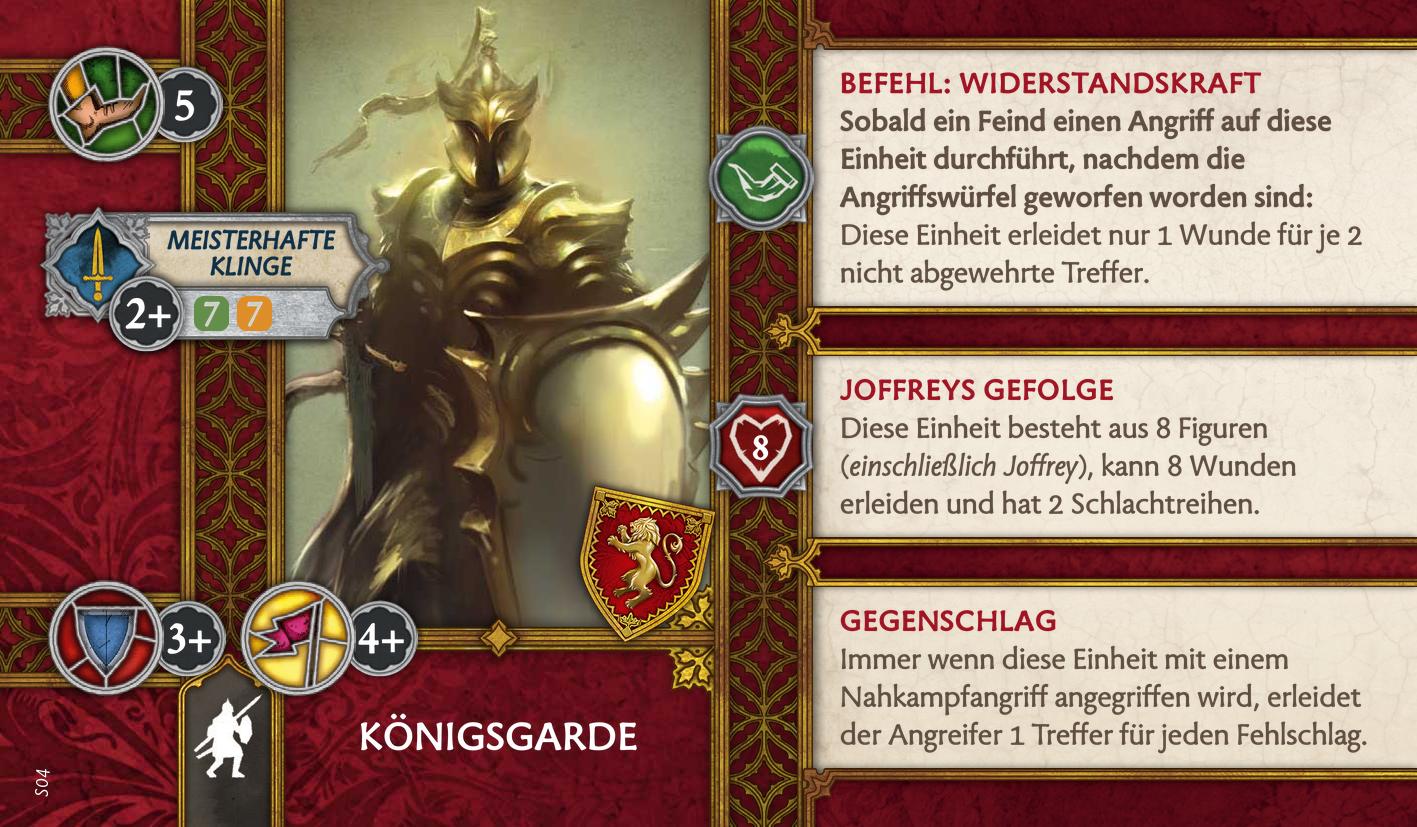 5
MEISTERHAFTE
KLINGE
2+ 7 7
3+ 4+
KÖNIGSGARDE
S04
BEFEHL: WIDERSTANDSKRAFT
Sobald ein Feind einen Angriff auf diese
Einheit durchführt, nachdem die
Angriffswürfel geworfen worden sind:
Diese Einheit erleidet nur 1 Wunde für je 2
nicht abgewehrte Treffer.
8
JOFFREYS GEFOLGE
Diese Einheit besteht aus 8 Figuren
(einschließlich Joffrey), kann 8 Wunden
erleiden und hat 2 Schlachtreihen.
GEGENSCHLAG
Immer wenn diese Einheit mit einem
Nahkampfangriff angegriffen wird, erleidet
der Angreifer 1 Treffer für jeden Fehlschlag.